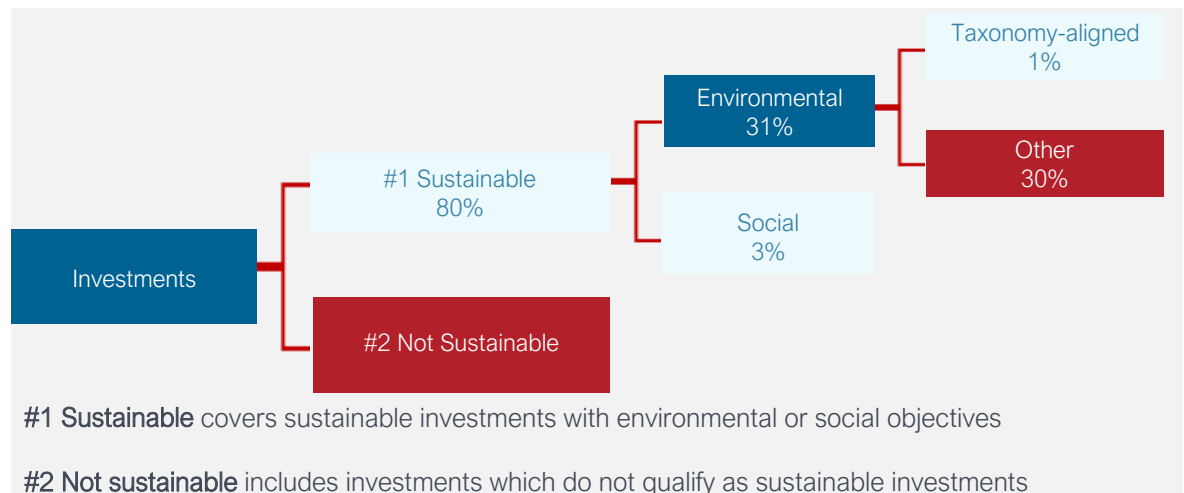 Taxonomy-aligned
1%
Environmental
31%
Other
30%
#1 Sustainable
80%
Social
3%
Investments
#2 Not Sustainable
#1 Sustainable covers sustainable investments with environmental or social objectives
#2 Not sustainable includes investments which do not qualify as sustainable investments